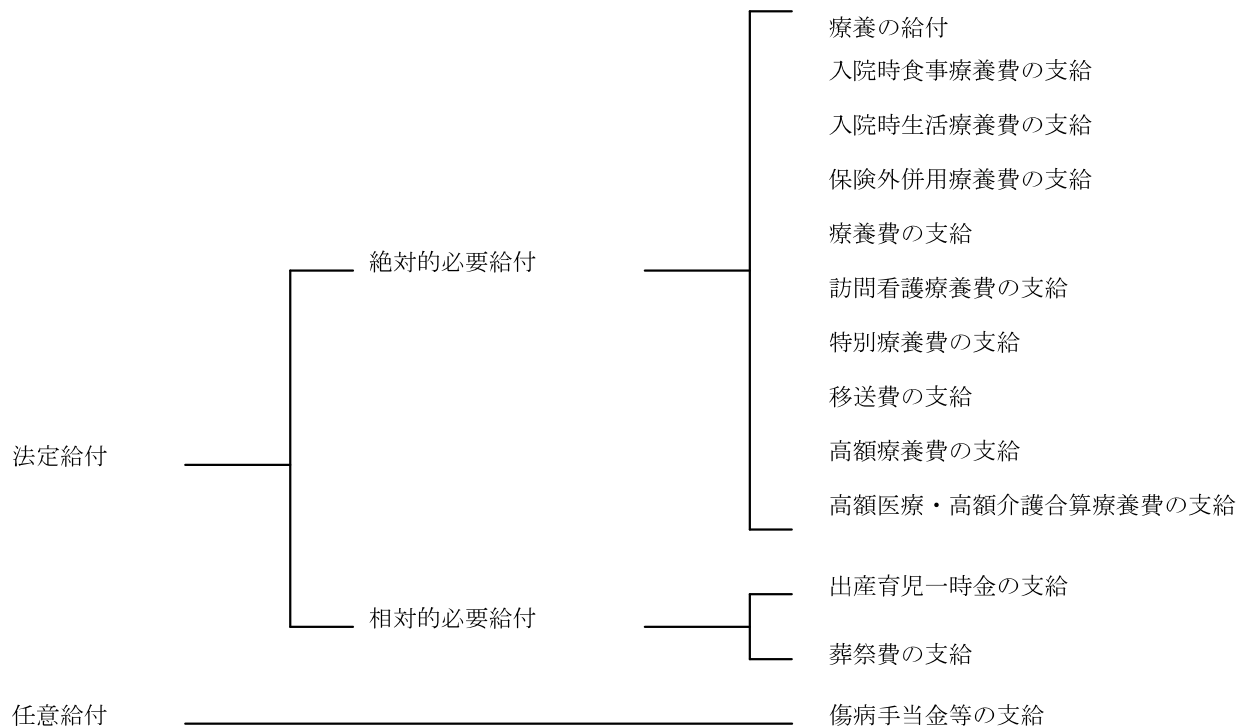 療養の給付
入院時食事療養費の支給
入院時生活療養費の支給
保険外併用療養費の支給
療養費の支給
絶対的必要給付
訪問看護療養費の支給
特別療養費の支給
移送費の支給
高額療養費の支給
法定給付
高額医療・高額介護合算療養費の支給
出産育児一時金の支給
相対的必要給付
葬祭費の支給
任意給付
傷病手当金等の支給